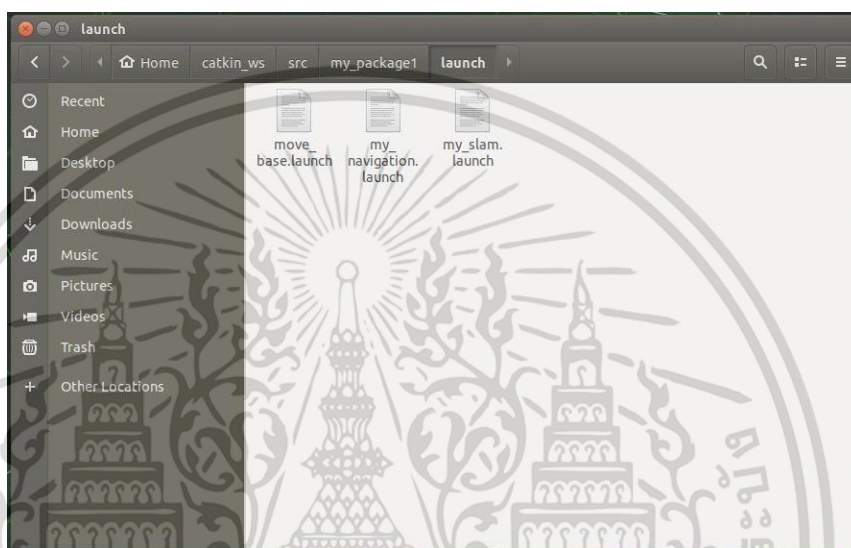 launch
Home catkin_ws src my_package1 launch
Recent
Home
Desktop
Documents
Downloads
Music
Pictures
Videos
Trash
Other Locations
move_
base.launch
my_
navigation.
launch
my_slam.
launch